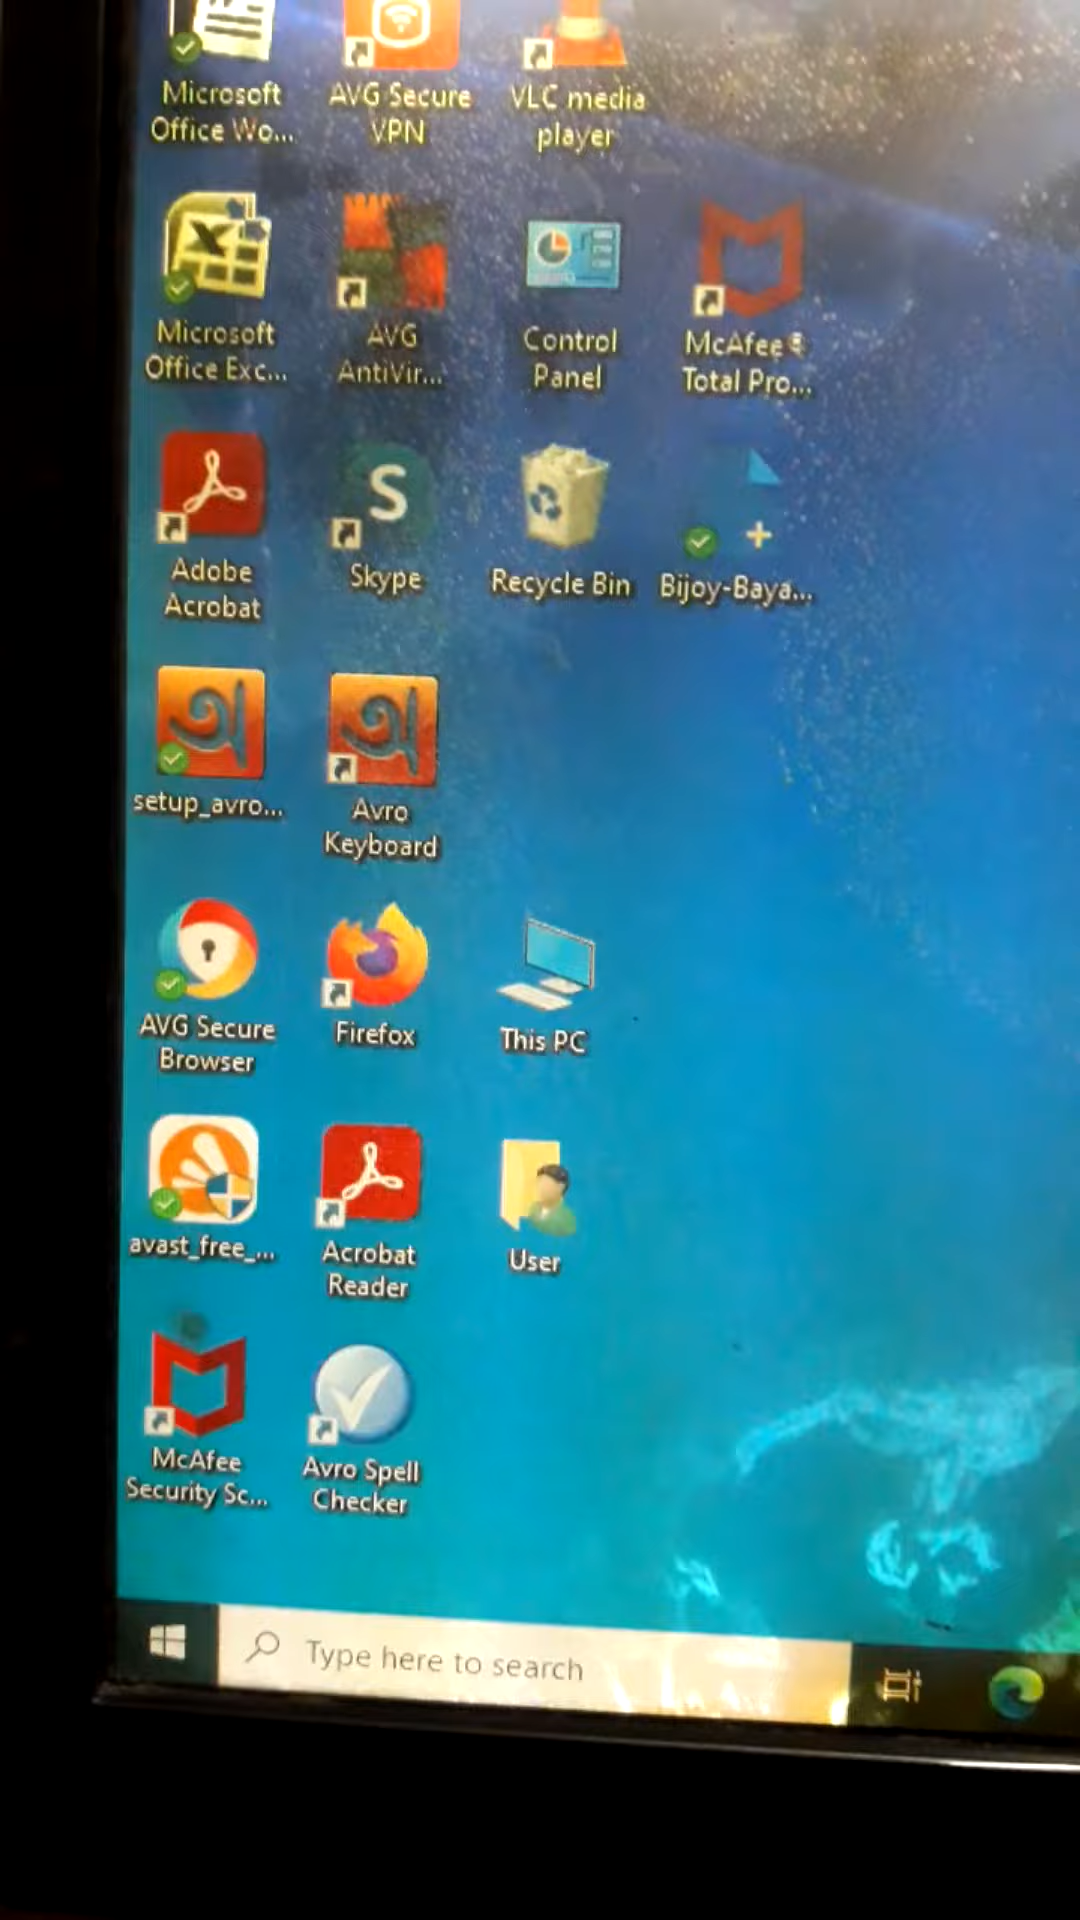 Microsoft
Office Wo...
AVG Secure
VPN
VLC media
player
Microsoft
Office Exc...
AVG
AntiVir...
Control
Panel
McAfee®
Total Pro...
Adobe
Acrobat
S
Skype
Recycle Bin
Bijoy-Baya...
অ
setup_avro...
অ
Avro
Keyboard
AVG Secure
Browser
Firefox
This PC
avast_free_...
Acrobat
Reader
User
McAfee
Security Sc...
Avro Spell
Checker
Type here to search